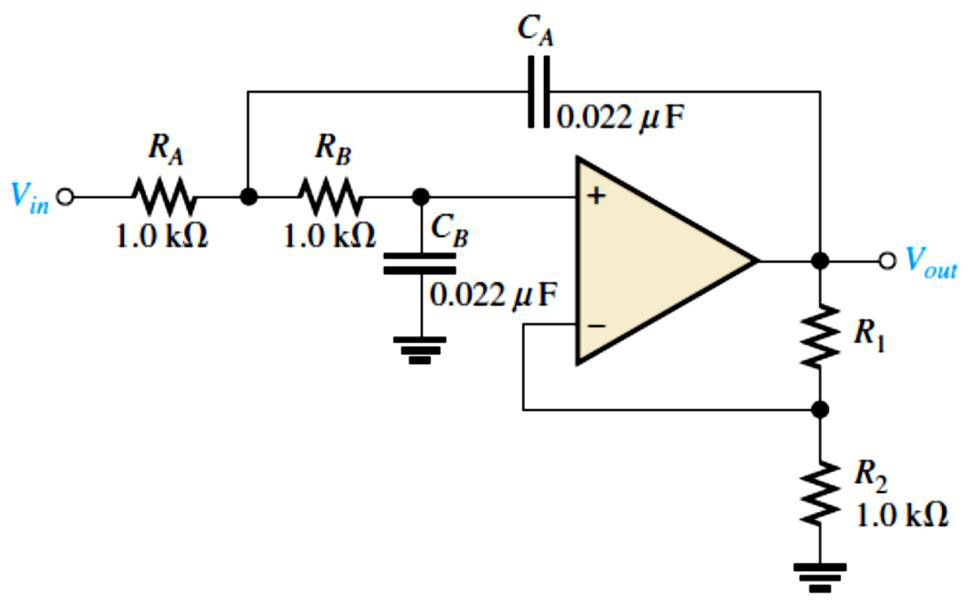 C_A
0.022 μF
R_A
R_B
V_in
1.0 kΩ
1.0 kΩ
C_B
0.022 μF
+
−
V_out
R_1
R_2
1.0 kΩ